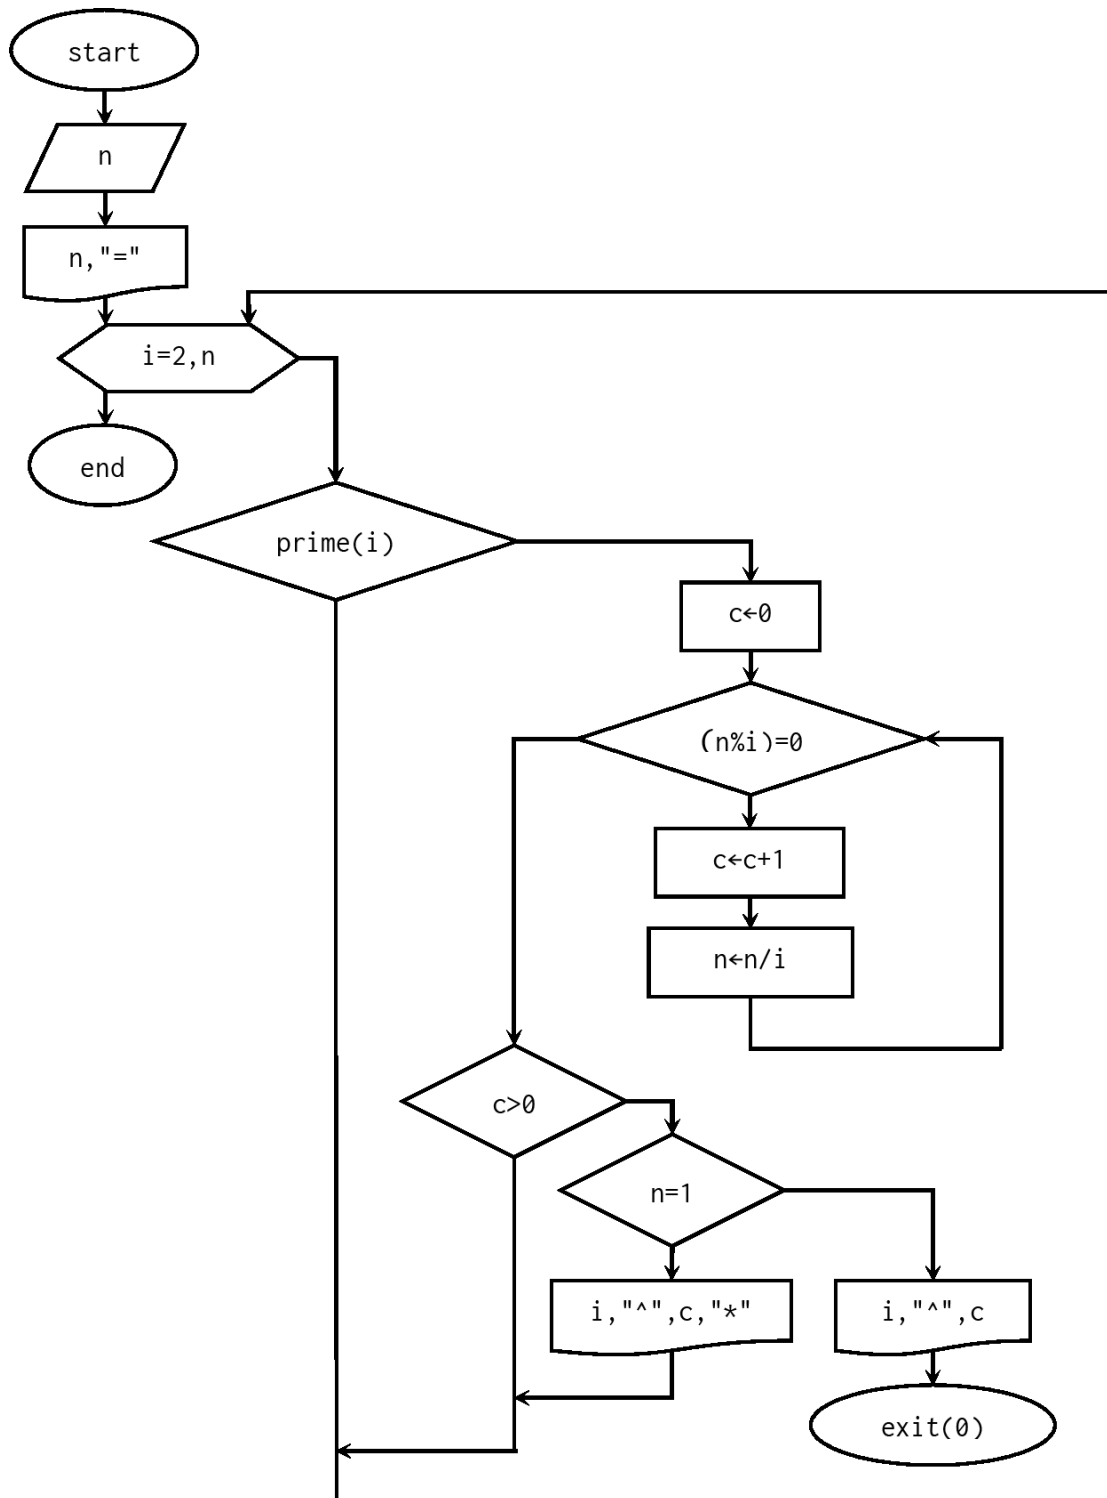 start
n
n,"="
i=2,n
end
prime(i)
c←0
(n%i)=0
c←c+1
n←n/i
c>0
n=1
i,"^",c,"*"
i,"^",c
exit(0)